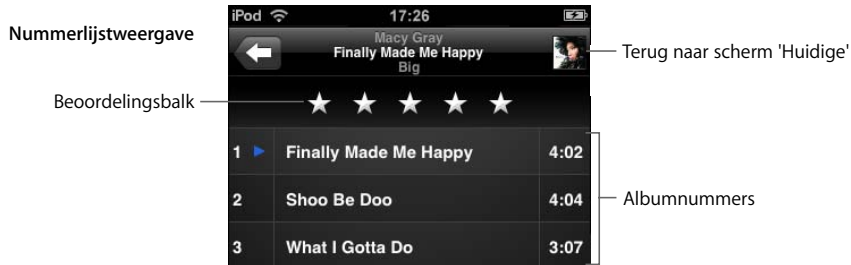 iPod 17:26
Nummerlijstweergave
Macy Gray
Finally Made Me Happy
Big
Terug naar scherm 'Huidige'
Beoordelingsbalk
1 Finally Made Me Happy 4:02
2 Shoo Be Doo 4:04
Albumnummers
3 What I Gotta Do 3:07